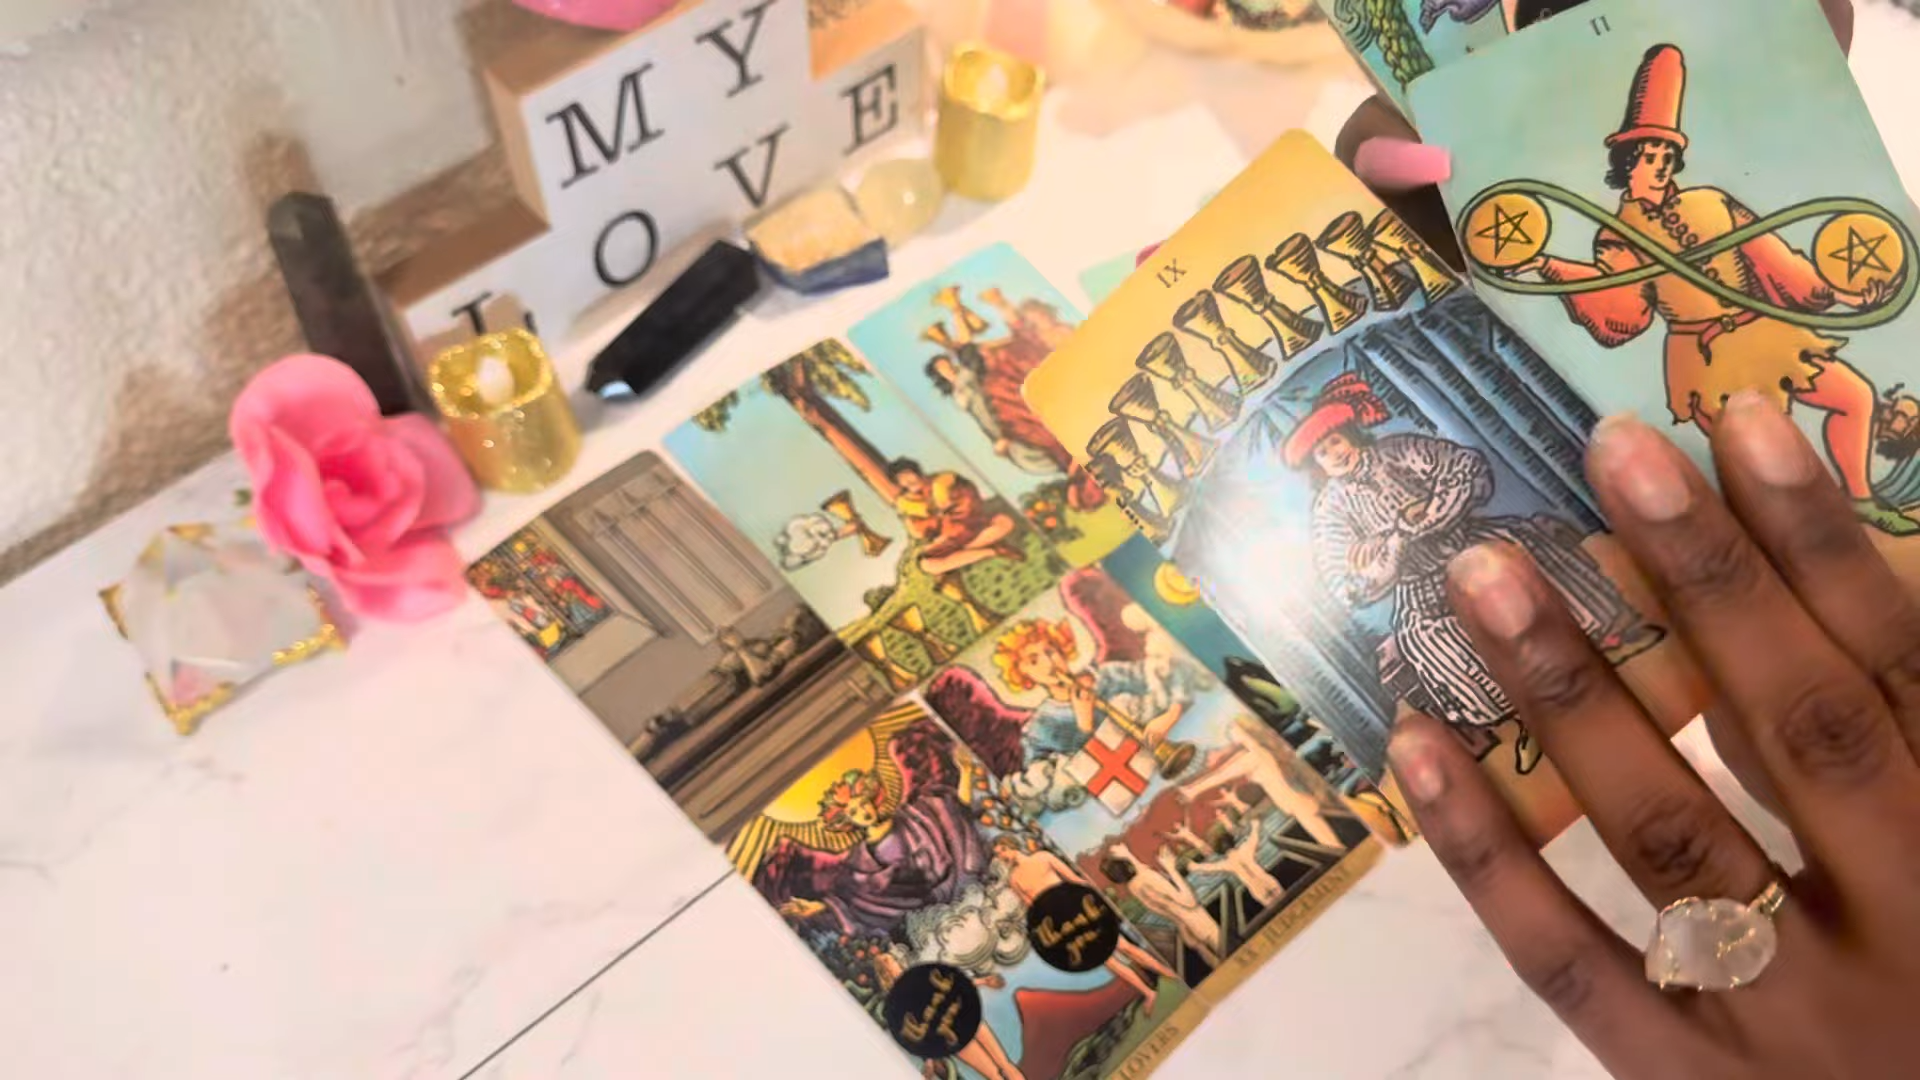 MY
LOVE
II
IX
XX JUDGEMENT
LOVERS
Thank
you
Thank
you